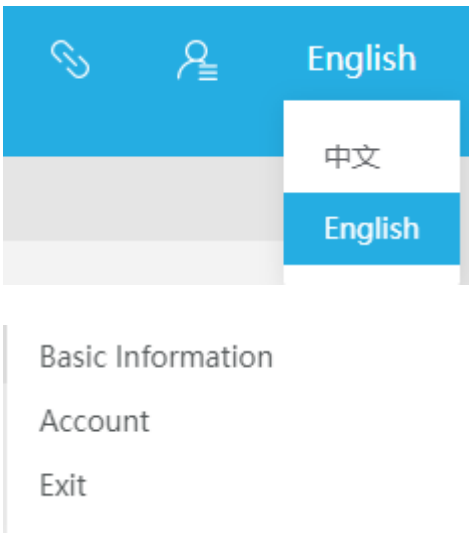 English
中文
English
Basic Information
Account
Exit